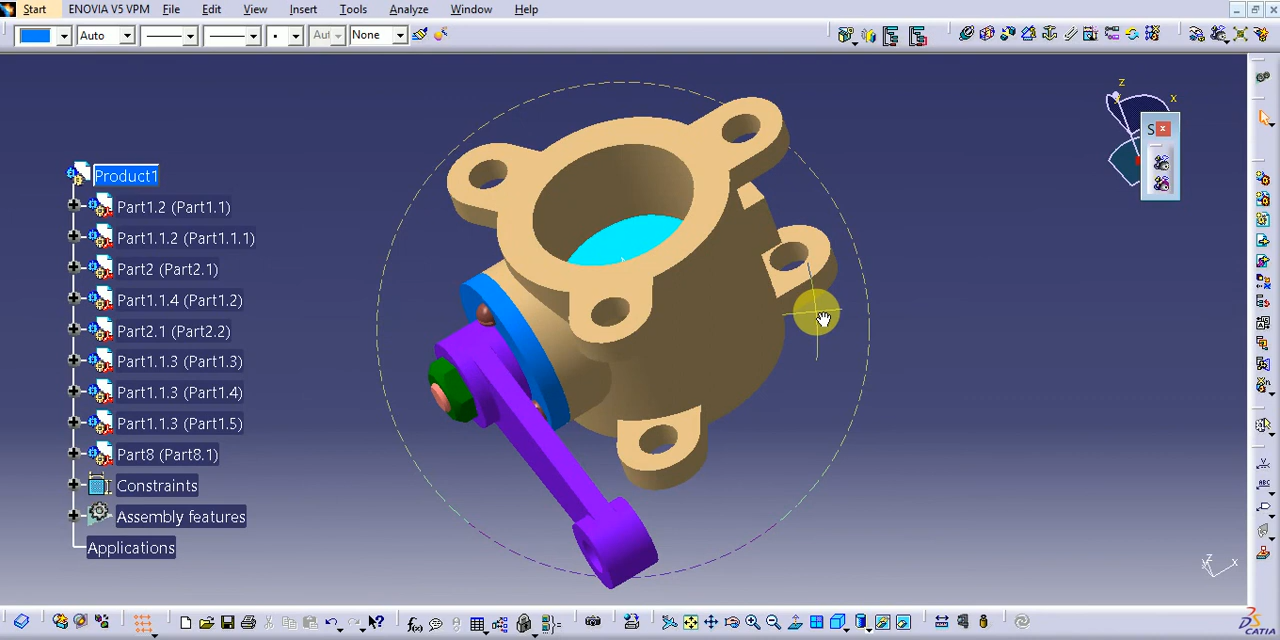 Start ENOVIA V5 VPM File Edit View Insert Tools Analyze Window Help
Auto Aut None
z
x
S
Product1
Part1.2 (Part1.1)
Part1.1.2 (Part1.1.1)
Part2 (Part2.1)
Part1.1.4 (Part1.2)
Part2.1 (Part2.2)
Part1.1.3 (Part1.3)
Part1.1.3 (Part1.4)
Part1.1.3 (Part1.5)
Part8 (Part8.1)
Constraints
Assembly features
Applications
z
y x
f(x)
CATIA